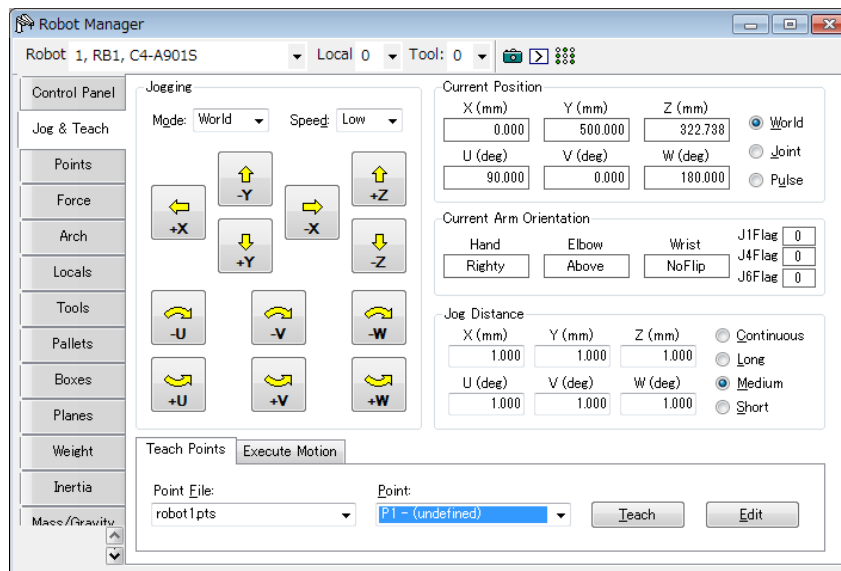 Robot Manager
Robot 1, RB1, C4-A901S Local 0 Tool: 0
Control Panel
Jog & Teach
Points
Force
Arch
Locals
Tools
Pallets
Boxes
Planes
Weight
Inertia
Mass/Gravity
Jogging
Mode: World Speed: Low
-Y +Z
+X -X
+Y -Z
-U -V -W
+U +V +W
Current Position
X (mm) Y (mm) Z (mm)
0.000 500.000 322.738
U (deg) V (deg) W (deg)
90.000 0.000 180.000
World
Joint
Pulse
Current Arm Orientation
Hand Elbow Wrist
Righty Above NoFlip
J1Flag 0
J4Flag 0
J6Flag 0
Jog Distance
X (mm) Y (mm) Z (mm)
1.000 1.000 1.000
U (deg) V (deg) W (deg)
1.000 1.000 1.000
Continuous
Long
Medium
Short
Teach Points Execute Motion
Point File: Point:
robot1.pts P1 - (undefined) Teach Edit